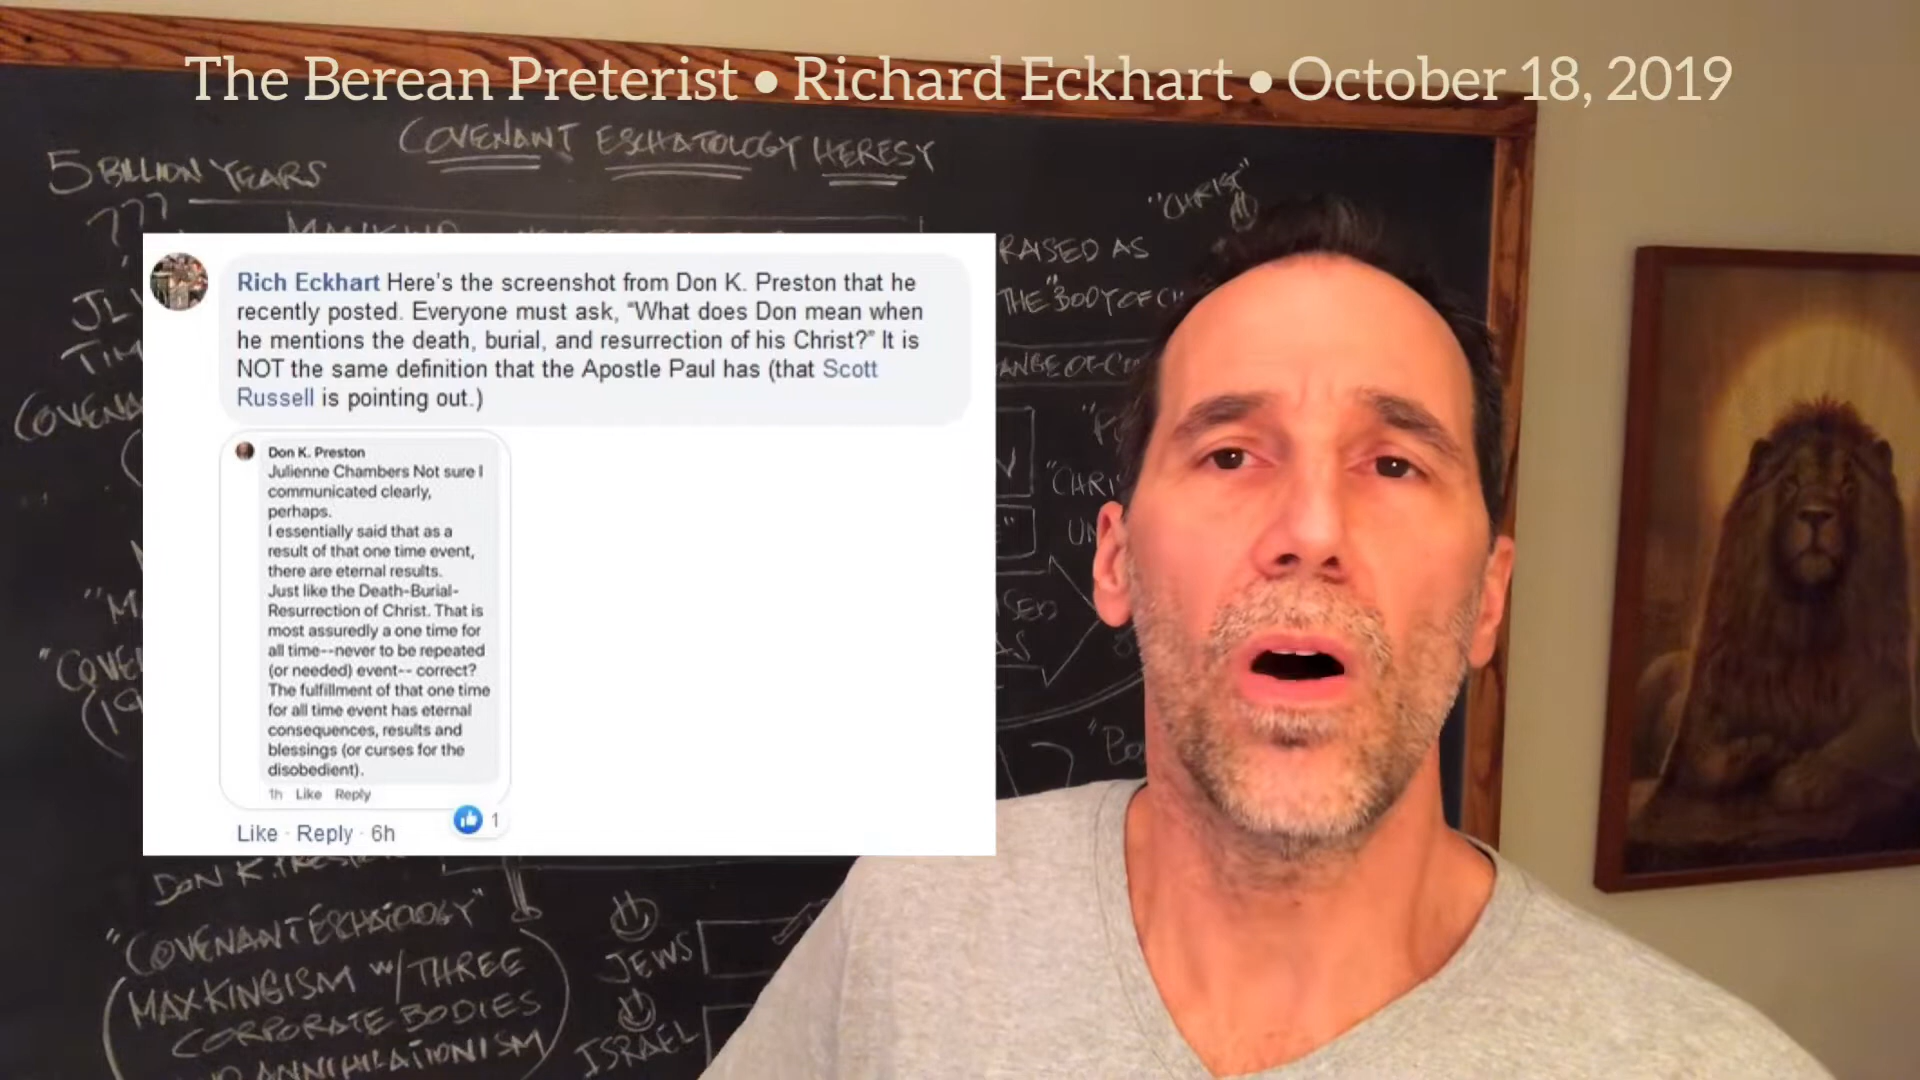 The Berean Preterist • Richard Eckhart • October 18, 2019
COVENANT ESCHATOLOGY HERESY
5 BILLION YEARS
???
"CHRIST"
RAISED AS
THE "BODY OF
Rich Eckhart Here's the screenshot from Don K. Preston that he
recently posted. Everyone must ask, "What does Don mean when
he mentions the death, burial, and resurrection of his Christ?" It is
NOT the same definition that the Apostle Paul has (that Scott
Russell is pointing out.)
Don K. Preston
Julienne Chambers Not sure I
communicated clearly,
perhaps.
I essentially said that as a
result of that one time event,
there are eternal results.
Just like the Death-Burial-
Resurrection of Christ. That is
most assuredly a one time for
all time--never to be repeated
(or needed) event-- correct?
The fulfillment of that one time
for all time event has eternal
consequences, results and
blessings (or curses for the
disobedient).
1h Like Reply
1
Like · Reply · 6h
DON K.
"COVENANT ESCHATOLOGY"
(MAXKINGISM W/ THREE
CORPORATE BODIES
ANNIHILATIONISM)
JEWS
ISRAEL